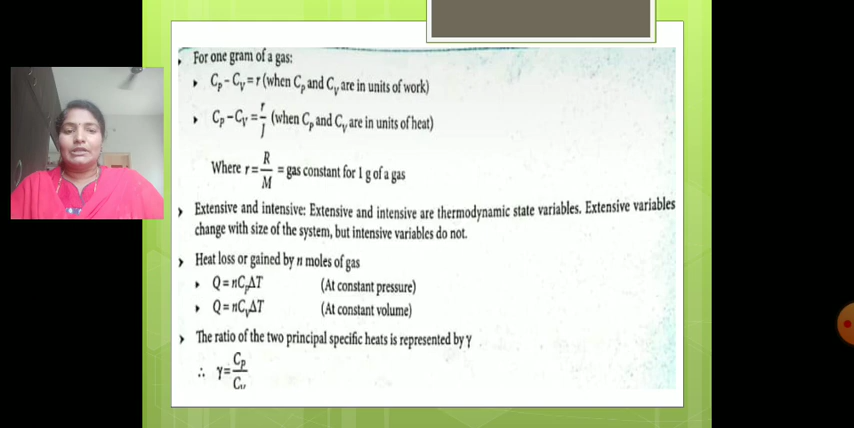 For one gram of a gas:
Cₚ – Cᵥ = r (when Cₚ and Cᵥ are in units of work)
Cₚ – Cᵥ = r/J (when Cₚ and Cᵥ are in units of heat)
Where r = R/M = gas constant for 1 g of a gas
Extensive and intensive: Extensive and intensive are thermodynamic state variables. Extensive variables
change with size of the system, but intensive variables do not.
Heat loss or gained by n moles of gas
Q = nCₚΔT (At constant pressure)
Q = nCᵥΔT (At constant volume)
The ratio of the two principal specific heats is represented by γ
∴ γ = Cₚ/Cᵥ